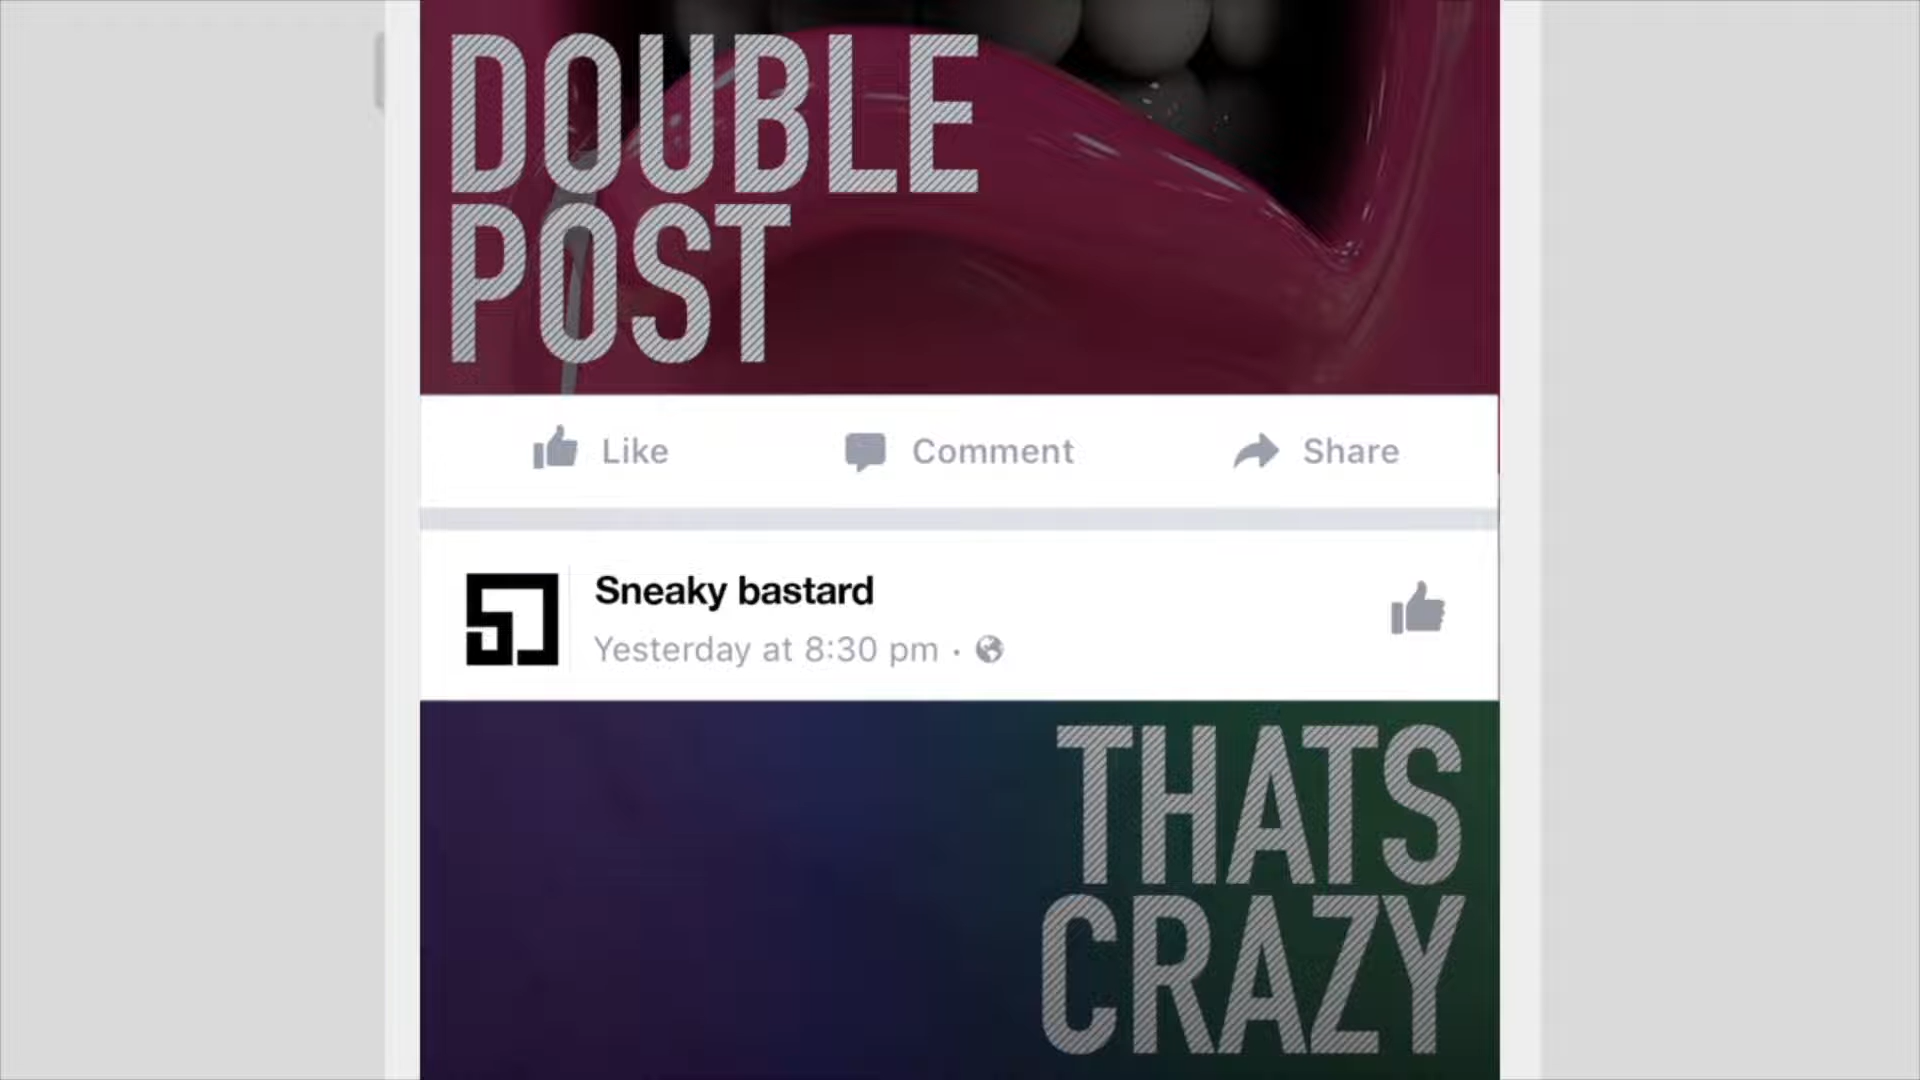 DOUBLE
POST
Like Comment Share
Sneaky bastard
Yesterday at 8:30 pm ·
THATS
CRAZY